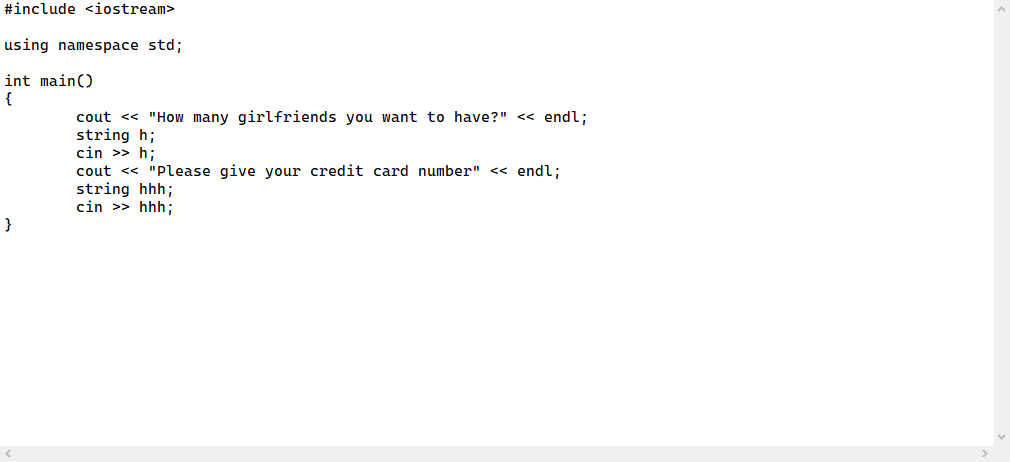 #include <iostream>
using namespace std;
int main()
{
cout << "How many girlfriends you want to have?" << endl;
string h;
cin >> h;
cout << "Please give your credit card number" << endl;
string hhh;
cin >> hhh;
}